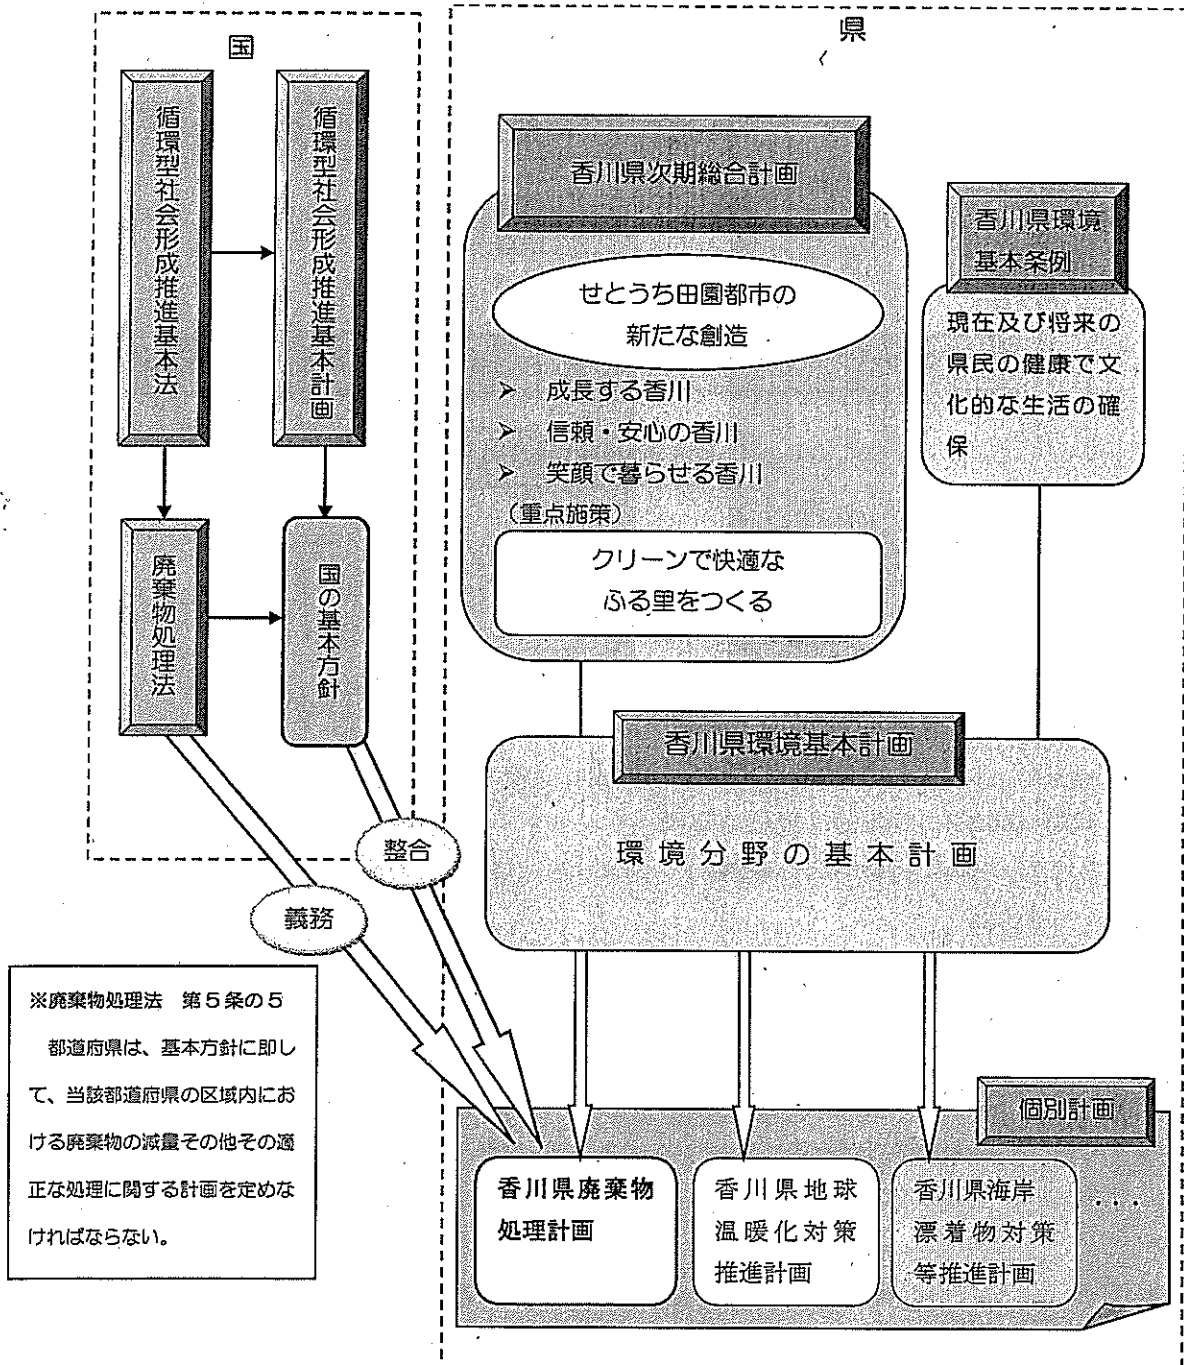 国
循環型社会形成推進基本法
循環型社会形成推進基本計画
廃棄物処理法
国の基本方針
整合
義務
※廃棄物処理法　第5条の5
都道府県は、基本方針に即し
て、当該都道府県の区域内にお
ける廃棄物の減量その他その適
正な処理に関する計画を定めな
ければならない。
県
香川県次期総合計画
せとうち田園都市の
新たな創造
➢ 成長する香川
➢ 信頼・安心の香川
➢ 笑顔で暮らせる香川
（重点施策）
クリーンで快適な
ふる里をつくる
香川県環境
基本条例
現在及び将来の
県民の健康で文
化的な生活の確
保
香川県環境基本計画
環境分野の基本計画
個別計画
香川県廃棄物
処理計画
香川県地球
温暖化対策
推進計画
香川県海岸
漂着物対策
等推進計画
・・・